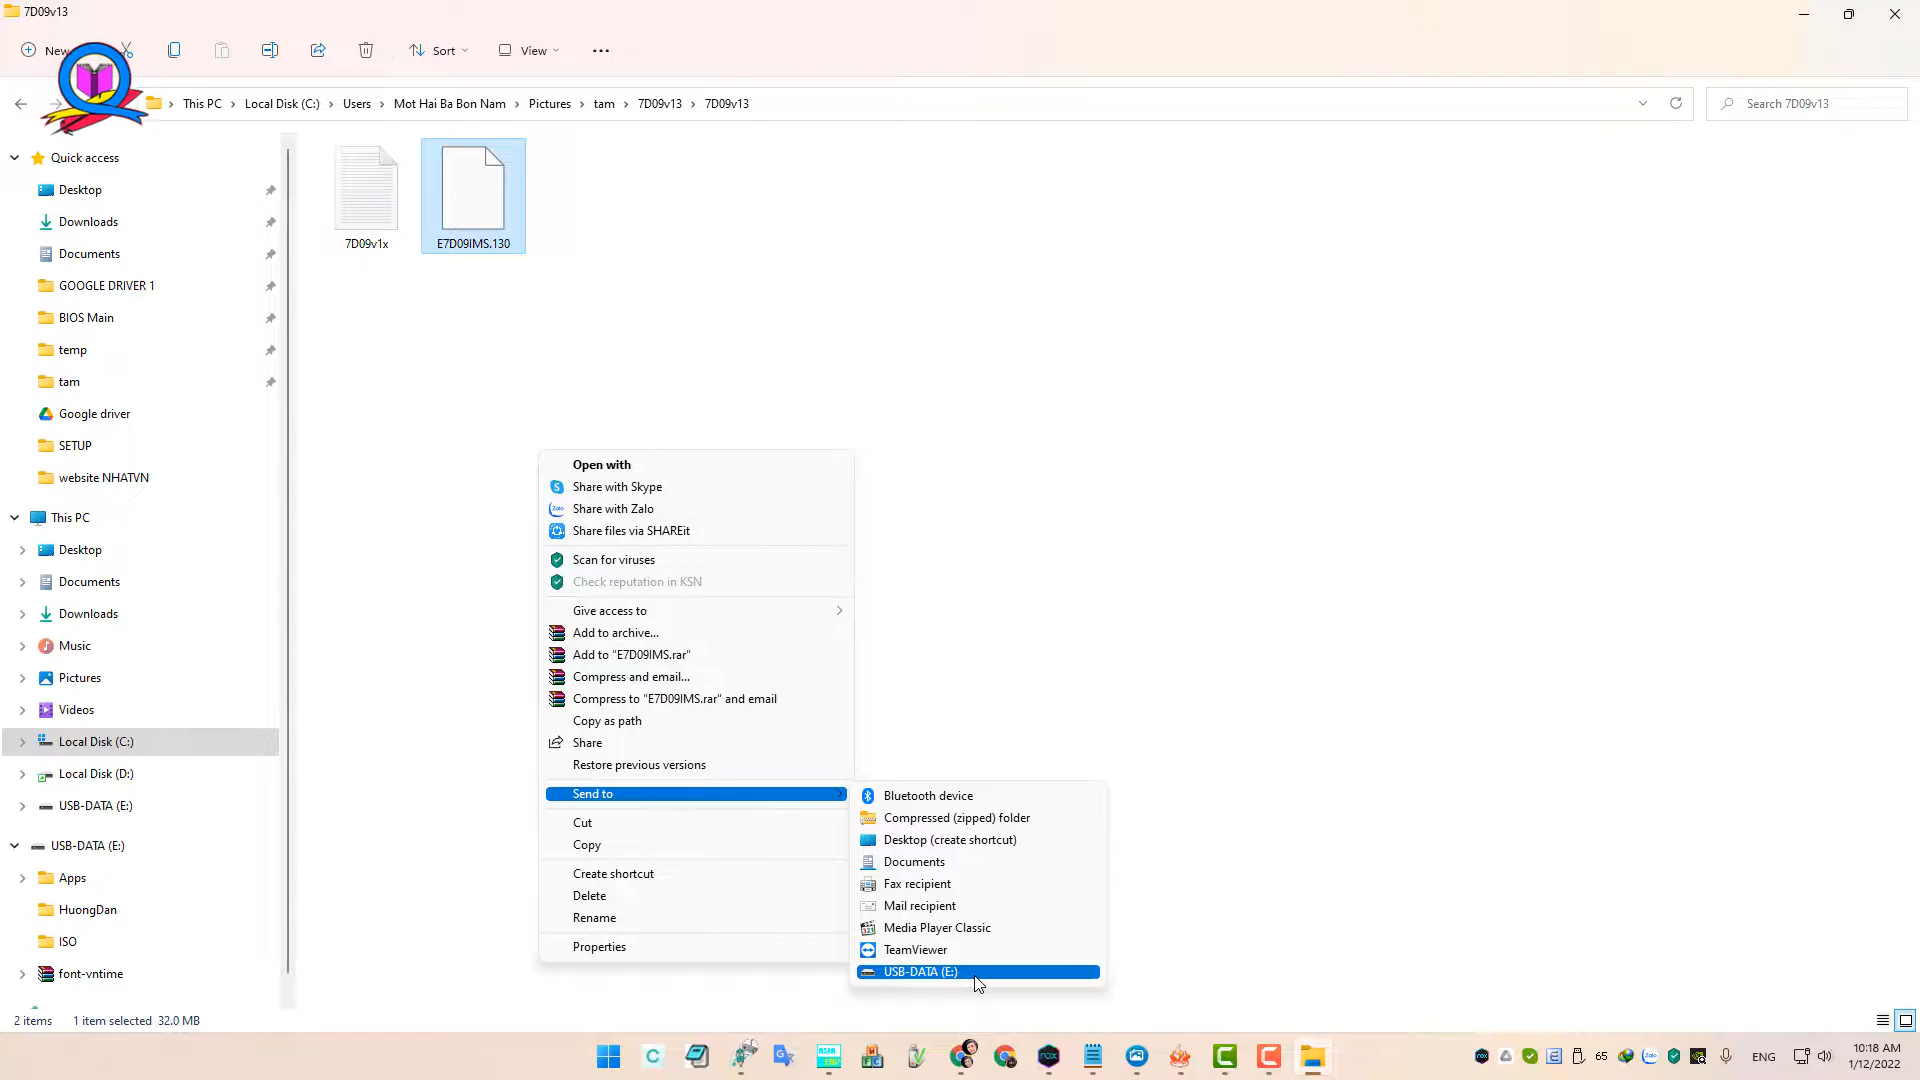 7D09v13
New
Sort
View
This PC
Local Disk (C:)
Users
Mot Hai Ba Bon Nam
Pictures
tam
7D09v13
7D09v13
Search 7D09v13
Quick access
Desktop
Downloads
Documents
GOOGLE DRIVER 1
BIOS Main
temp
tam
Google driver
SETUP
website NHATVN
This PC
Desktop
Documents
Downloads
Music
Pictures
Videos
Local Disk (C:)
Local Disk (D:)
USB-DATA (E:)
USB-DATA (E:)
Apps
HuongDan
ISO
font-vntime
7D09v1x
E7D09IMS.130
Open with
Share with Skype
Share with Zalo
Share files via SHAREit
Scan for viruses
Check reputation in KSN
Give access to
Add to archive...
Add to "E7D09IMS.rar"
Compress and email...
Compress to "E7D09IMS.rar" and email
Copy as path
Share
Restore previous versions
Send to
Cut
Copy
Create shortcut
Delete
Rename
Properties
Bluetooth device
Compressed (zipped) folder
Desktop (create shortcut)
Documents
Fax recipient
Mail recipient
Media Player Classic
TeamViewer
USB-DATA (E:)
2 items
1 item selected 32.0 MB
65
ENG
10:18 AM
1/12/2022